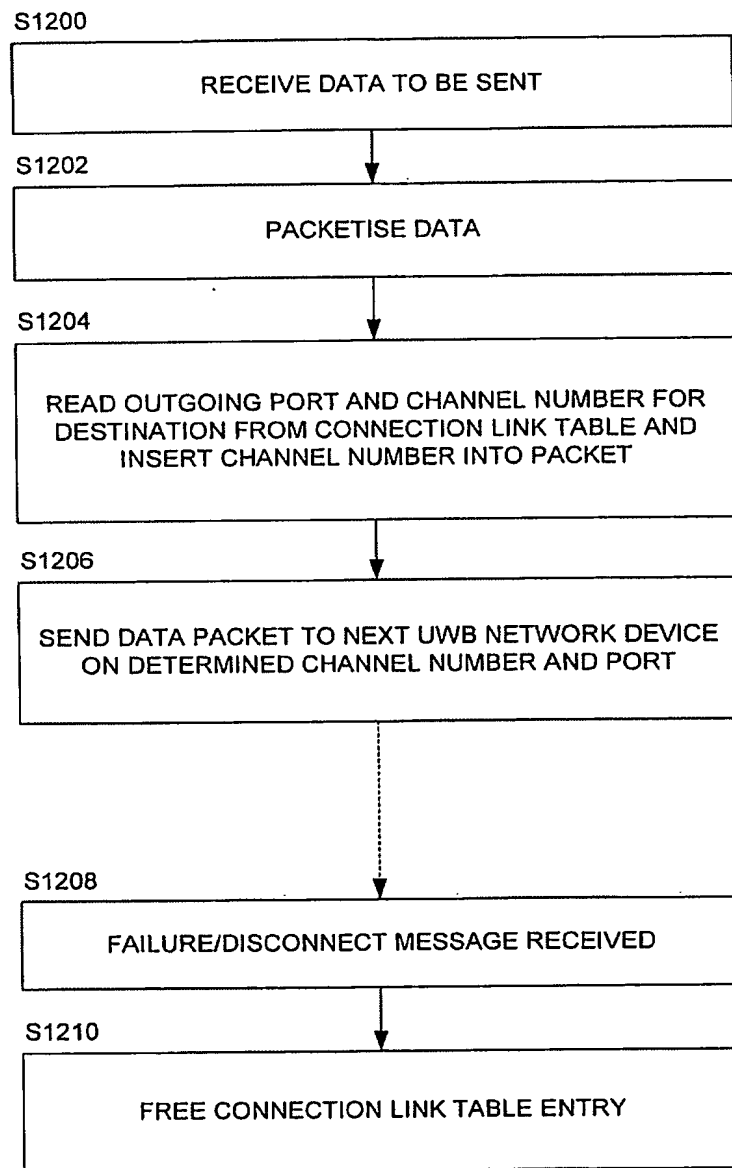 S1200
RECEIVE DATA TO BE SENT
S1202
PACKETISE DATA
S1204
READ OUTGOING PORT AND CHANNEL NUMBER FOR
DESTINATION FROM CONNECTION LINK TABLE AND
INSERT CHANNEL NUMBER INTO PACKET
S1206
SEND DATA PACKET TO NEXT UWB NETWORK DEVICE
ON DETERMINED CHANNEL NUMBER AND PORT
S1208
FAILURE/DISCONNECT MESSAGE RECEIVED
S1210
FREE CONNECTION LINK TABLE ENTRY